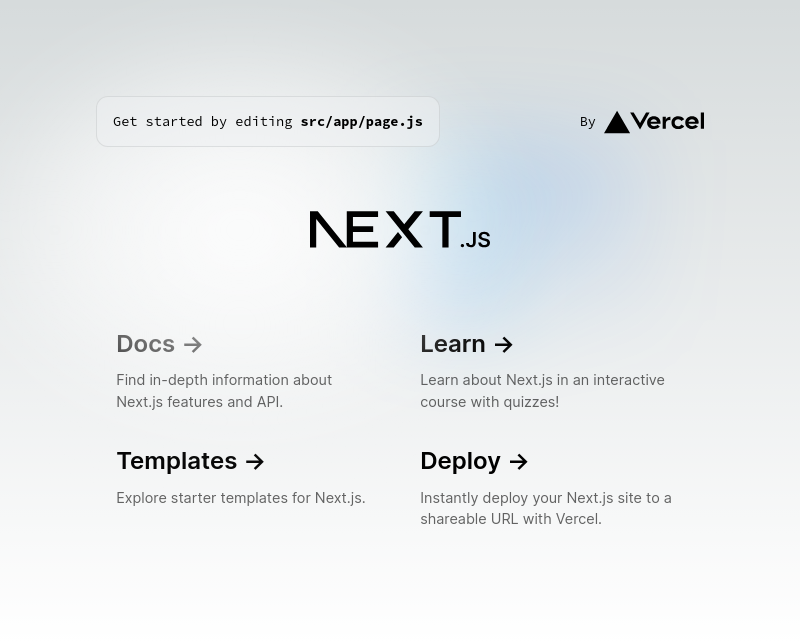 Get started by editing src/app/page.js
By Vercel
NEXT.JS
Docs →
Find in-depth information about
Next.js features and API.
Learn →
Learn about Next.js in an interactive
course with quizzes!
Templates →
Explore starter templates for Next.js.
Deploy →
Instantly deploy your Next.js site to a
shareable URL with Vercel.